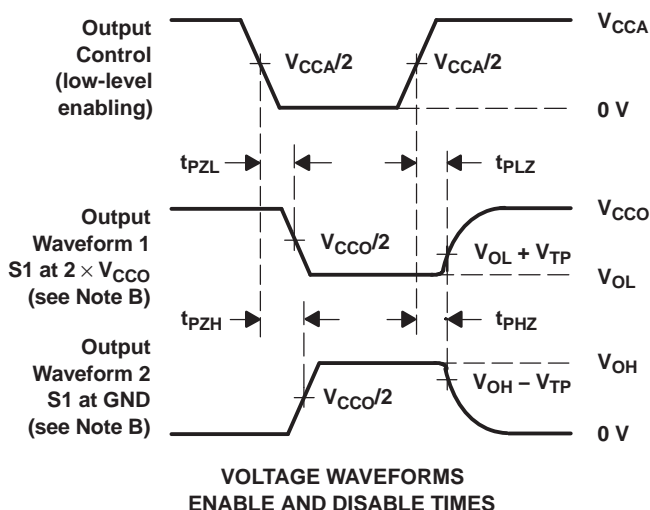 Output
Control
(low-level
enabling)
V_CCA/2
V_CCA/2
V_CCA
0 V
t_PZL
t_PLZ
Output
Waveform 1
S1 at 2 × V_CCO
(see Note B)
V_CCO/2
V_CCO
V_OL + V_TP
V_OL
t_PZH
t_PHZ
Output
Waveform 2
S1 at GND
(see Note B)
V_CCO/2
V_OH
V_OH − V_TP
0 V
VOLTAGE WAVEFORMS
ENABLE AND DISABLE TIMES